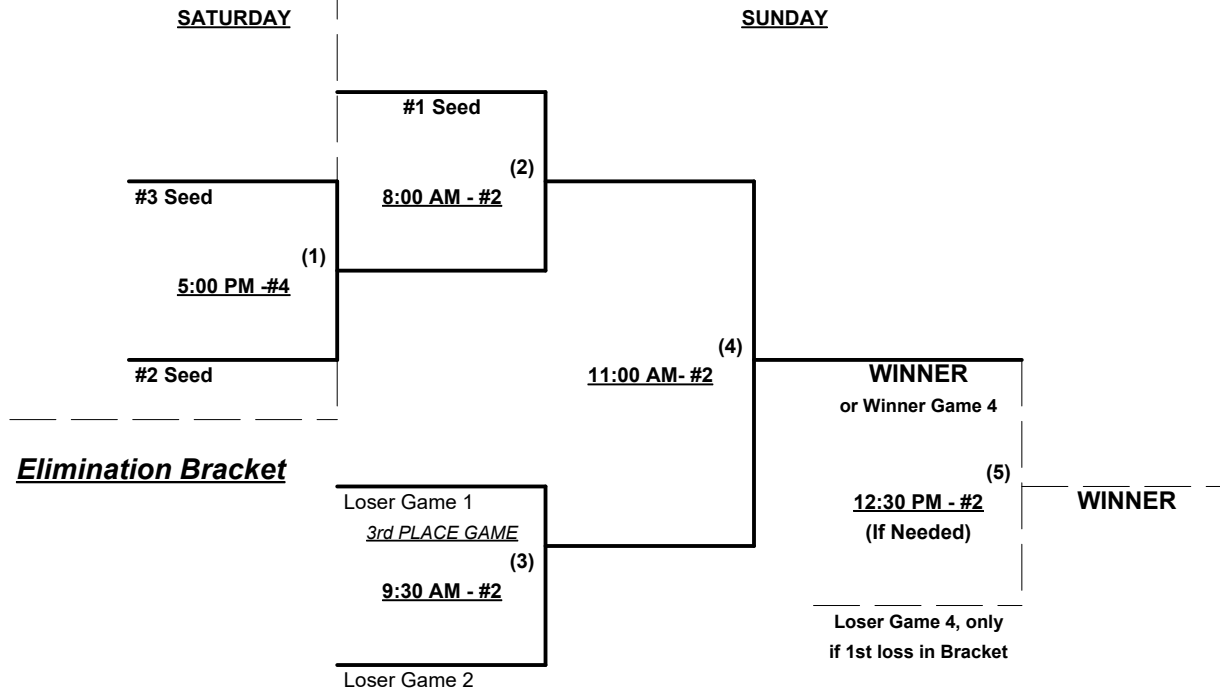 SATURDAY
SUNDAY
#1 Seed
(2)
8:00 AM - #2
#3 Seed
(1)
5:00 PM -#4
#2 Seed
(4)
11:00 AM- #2
WINNER
or Winner Game 4
Elimination Bracket
(5)
12:30 PM - #2
(If Needed)
WINNER
Loser Game 1
3rd PLACE GAME
(3)
9:30 AM - #2
Loser Game 4, only
if 1st loss in Bracket
Loser Game 2